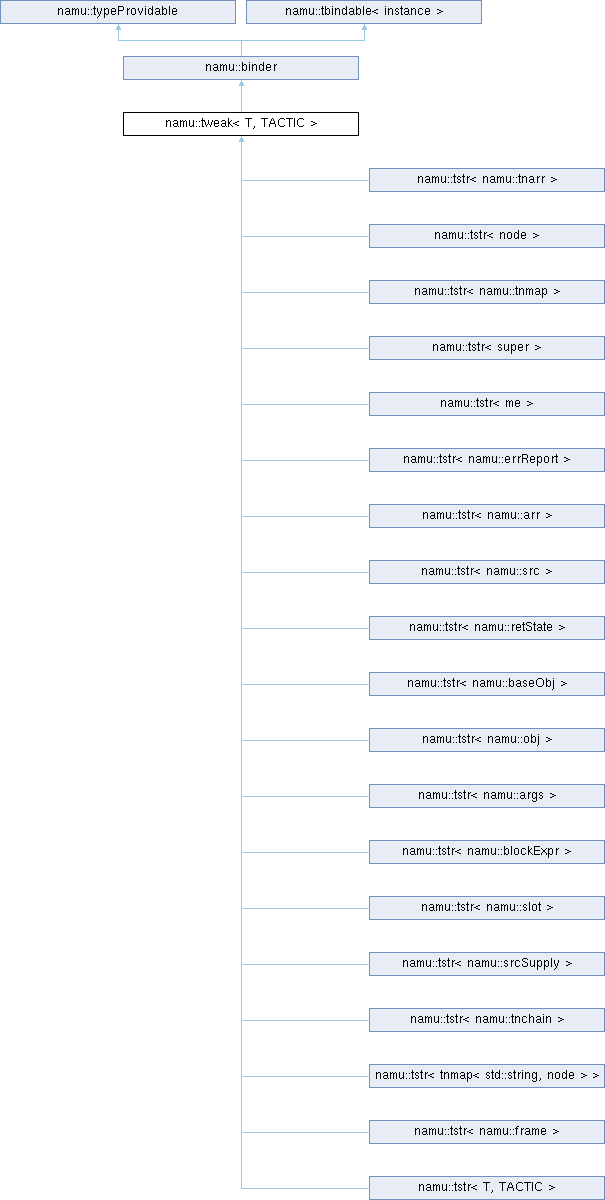 namu::typeProvidable
namu::tbindable< instance >
namu::binder
namu::tweak< T, TACTIC >
namu::tstr< namu::tnarr >
namu::tstr< node >
namu::tstr< namu::tnmap >
namu::tstr< super >
namu::tstr< me >
namu::tstr< namu::errReport >
namu::tstr< namu::arr >
namu::tstr< namu::src >
namu::tstr< namu::retState >
namu::tstr< namu::baseObj >
namu::tstr< namu::obj >
namu::tstr< namu::args >
namu::tstr< namu::blockExpr >
namu::tstr< namu::slot >
namu::tstr< namu::srcSupply >
namu::tstr< namu::tnchain >
namu::tstr< tnmap< std::string, node > >
namu::tstr< namu::frame >
namu::tstr< T, TACTIC >